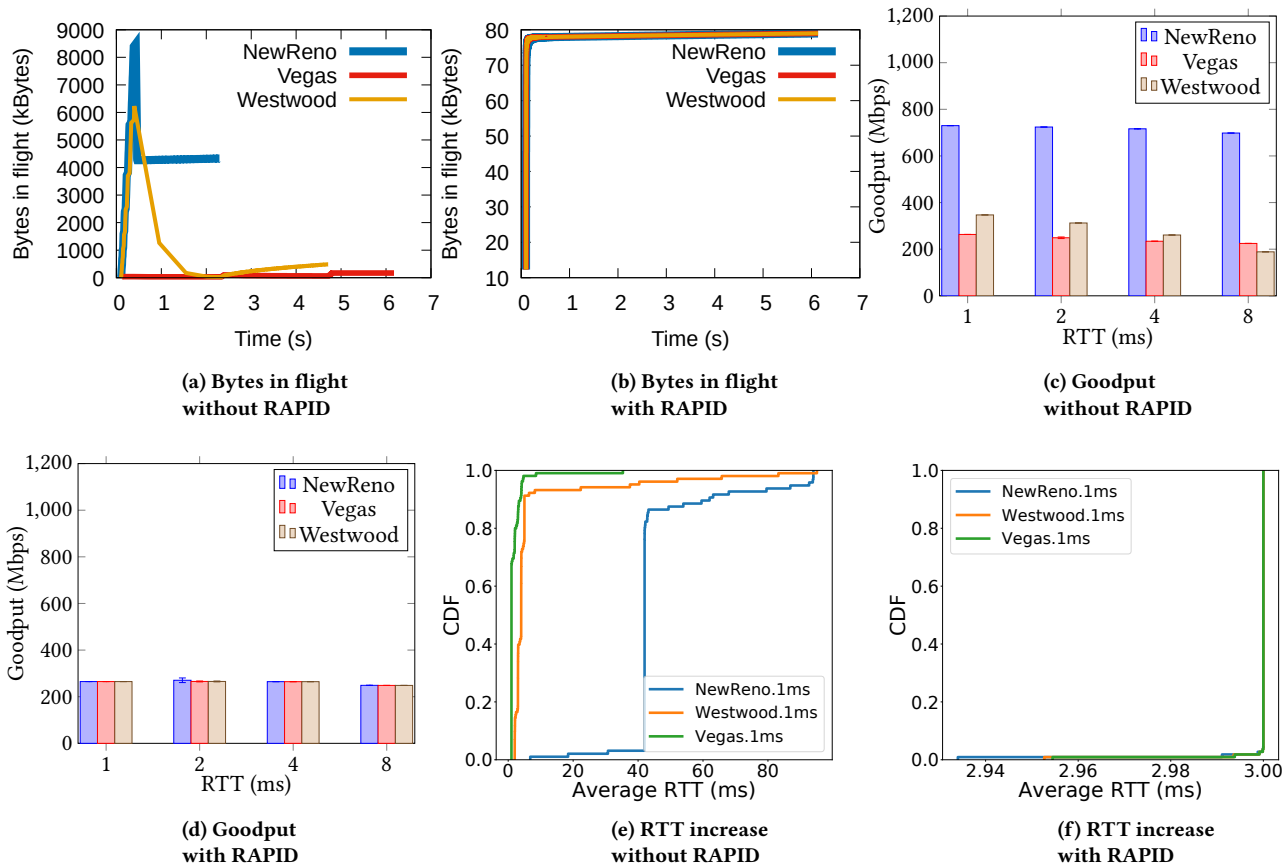 9000
8000
7000
6000
5000
4000
3000
2000
1000
0
Bytes in flight (kBytes)
NewReno
Vegas
Westwood
0 1 2 3 4 5 6 7
Time (s)
(a) Bytes in flight
without RAPID
80
70
60
50
40
30
20
10
Bytes in flight (kBytes)
NewReno
Vegas
Westwood
0 1 2 3 4 5 6 7
Time (s)
(b) Bytes in flight
with RAPID
1,200
1,000
800
600
400
200
0
Goodput (Mbps)
NewReno
Vegas
Westwood
1 2 4 8
RTT (ms)
(c) Goodput
without RAPID
1,200
1,000
800
600
400
200
0
Goodput (Mbps)
NewReno
Vegas
Westwood
1 2 4 8
RTT (ms)
(d) Goodput
with RAPID
1.0
0.8
0.6
0.4
0.2
0.0
CDF
NewReno.1ms
Westwood.1ms
Vegas.1ms
0 20 40 60 80
Average RTT (ms)
(e) RTT increase
without RAPID
1.0
0.8
0.6
0.4
0.2
0.0
CDF
NewReno.1ms
Westwood.1ms
Vegas.1ms
2.94 2.96 2.98 3.00
Average RTT (ms)
(f) RTT increase
with RAPID